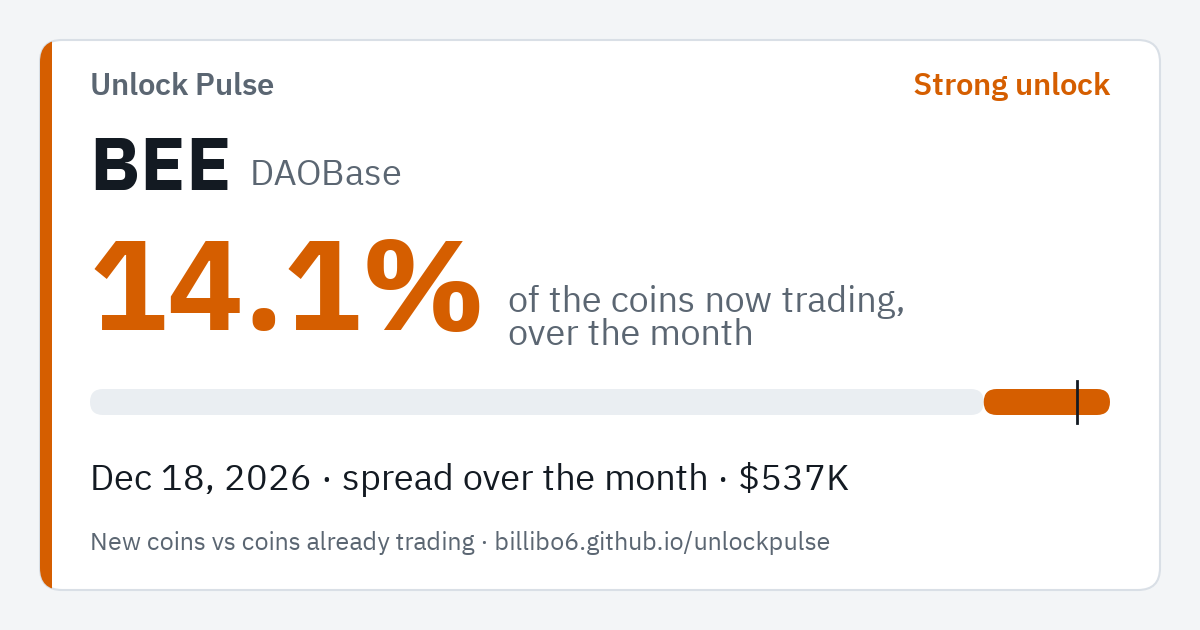 Unlock Pulse
Strong unlock
BEE DAOBase
14.1% of the coins now trading,
over the month
Dec 18, 2026 · spread over the month · $537K
New coins vs coins already trading · billibo6.github.io/unlockpulse